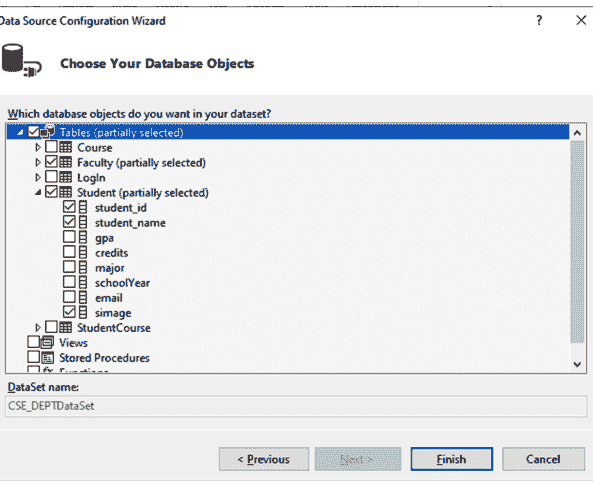 Data Source Configuration Wizard ? ✕
Choose Your Database Objects
Which database objects do you want in your dataset?
Tables (partially selected)
Course
Faculty (partially selected)
LogIn
Student (partially selected)
student_id
student_name
gpa
credits
major
schoolYear
email
simage
StudentCourse
Views
Stored Procedures
fx Functions
DataSet name:
CSE_DEPTDataSet
< Previous Next > Finish Cancel